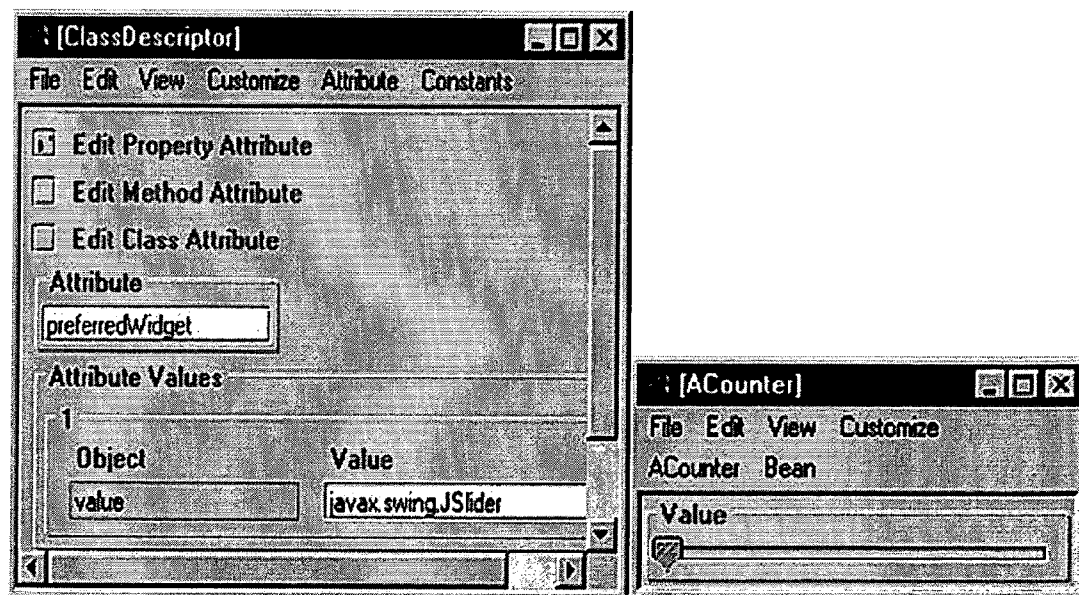 [ClassDescriptor]
File Edit View Customize Attribute Constants
Edit Property Attribute
Edit Method Attribute
Edit Class Attribute
Attribute
preferredWidget
Attribute Values
1
Object Value
value javax.swing.JSlider
[ACounter]
File Edit View Customize
ACounter Bean
Value